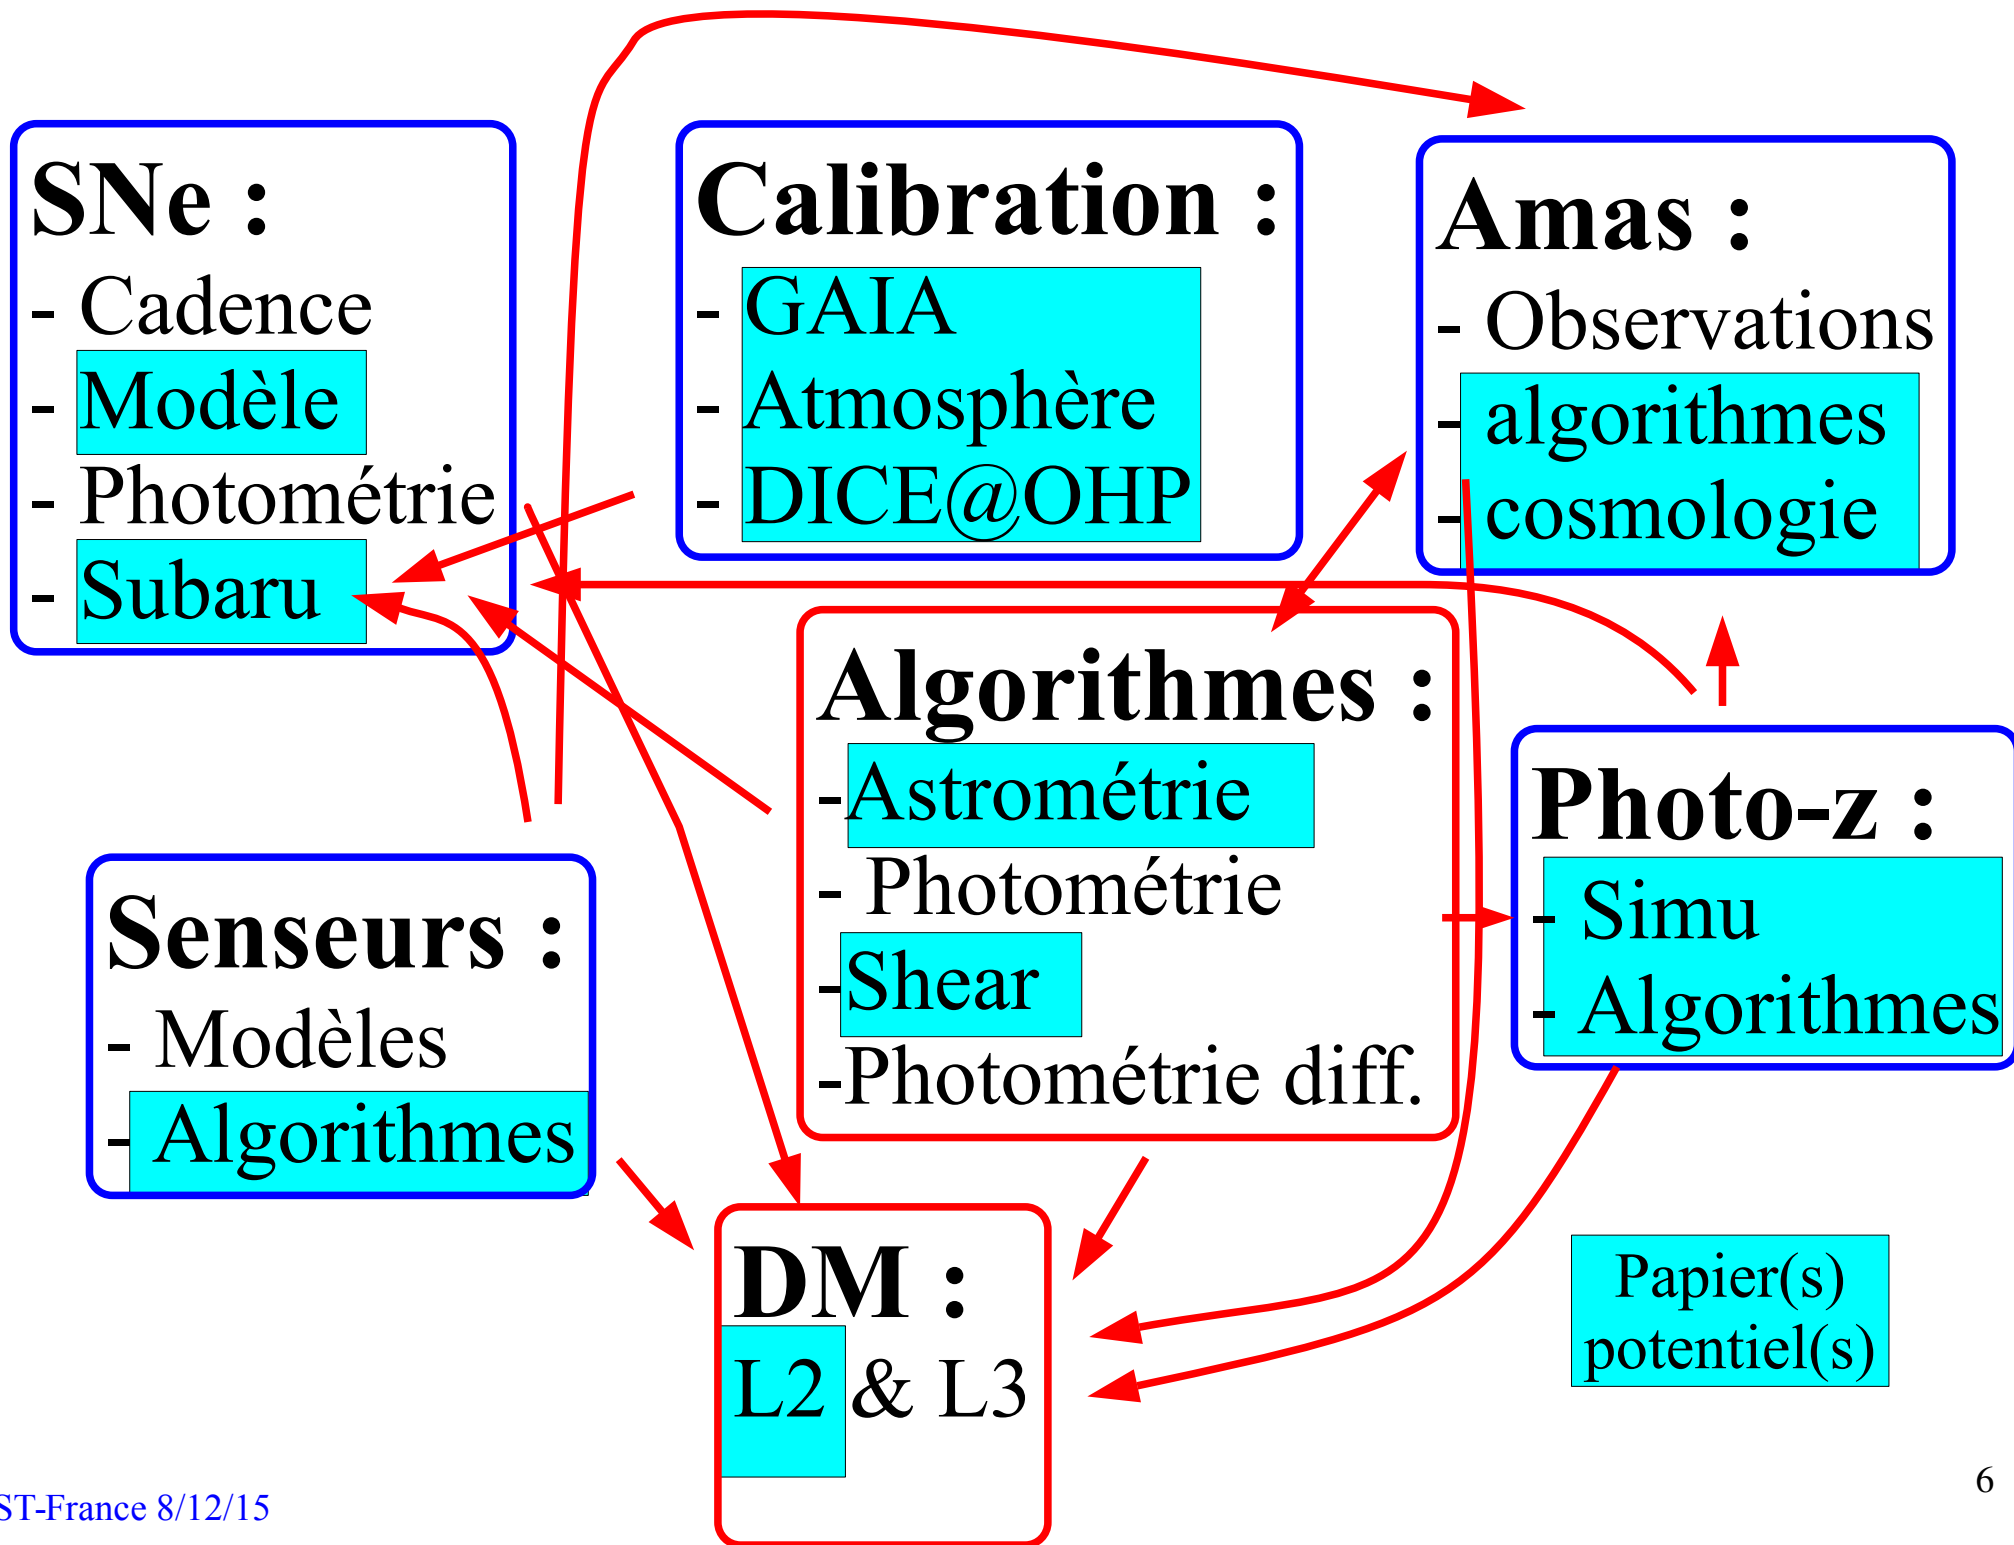 SNe :
- Cadence
- Modèle
- Photométrie
- Subaru
Calibration :
- GAIA
- Atmosphère
- DICE@OHP
Amas :
- Observations
- algorithmes
- cosmologie
Algorithmes :
-Astrométrie
- Photométrie
-Shear
-Photométrie diff.
Photo-z :
- Simu
- Algorithmes
Senseurs :
- Modèles
- Algorithmes
DM :
L2 & L3
Papier(s)
potentiel(s)
ST-France 8/12/15
6